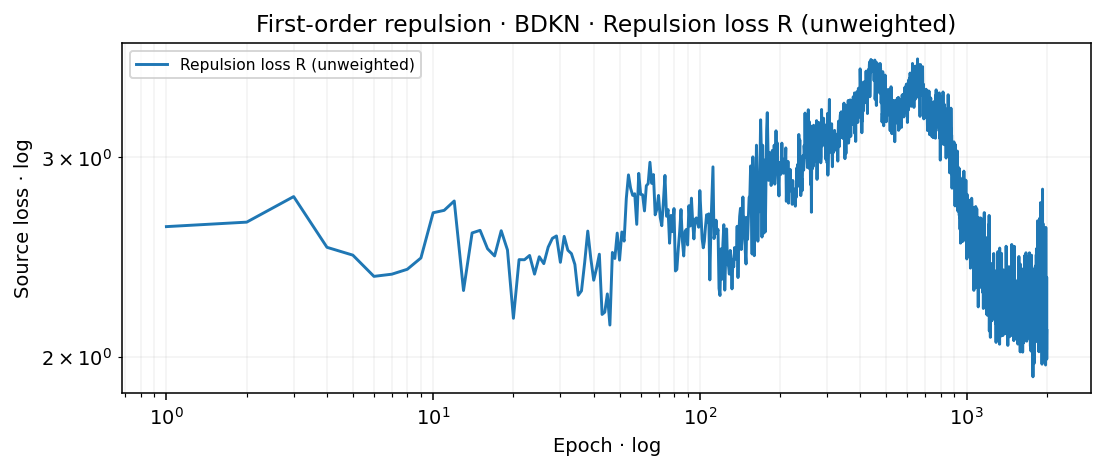 First-order repulsion · BDKN · Repulsion loss R (unweighted)
Repulsion loss R (unweighted)
Source loss · log
3 × 10⁰
2 × 10⁰
10⁰ 10¹ 10² 10³
Epoch · log